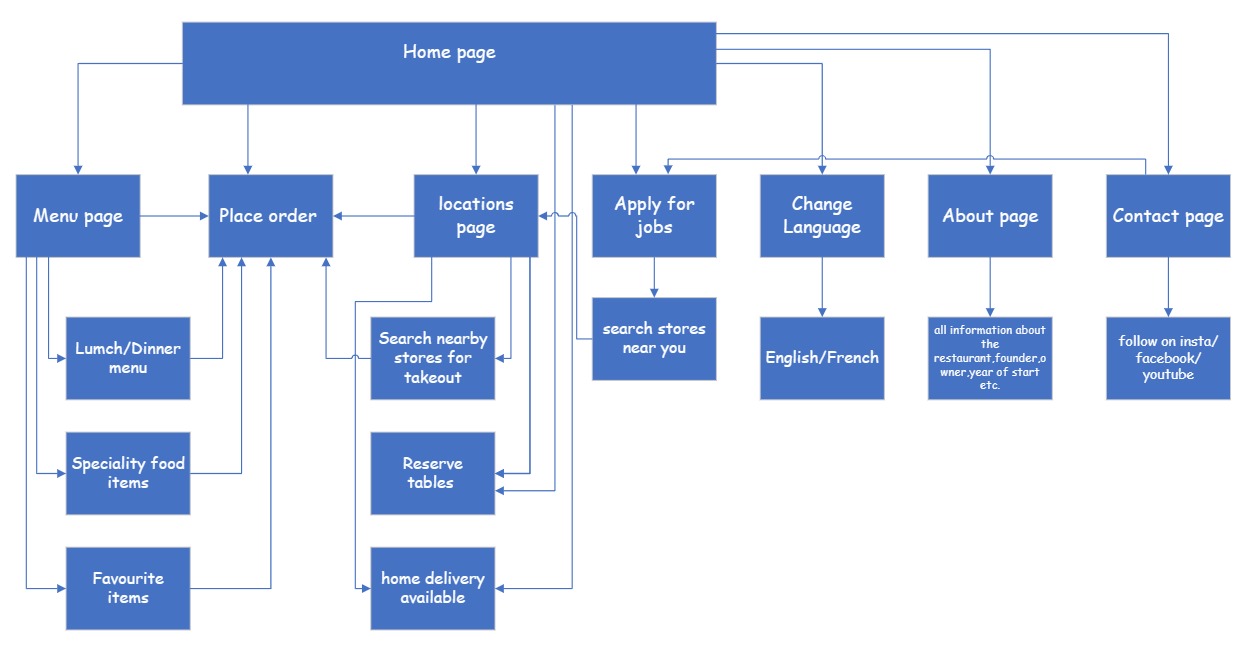 Home page
Menu page
Place order
locations
page
Apply for
jobs
Change
Language
About page
Contact page
Lumch/Dinner
menu
Search nearby
stores for
takeout
search stores
near you
English/French
all information about
the
restaurant,founder,o
wner,year of start
etc.
follow on insta/
facebook/
youtube
Speciality food
items
Reserve
tables
Favourite
items
home delivery
available